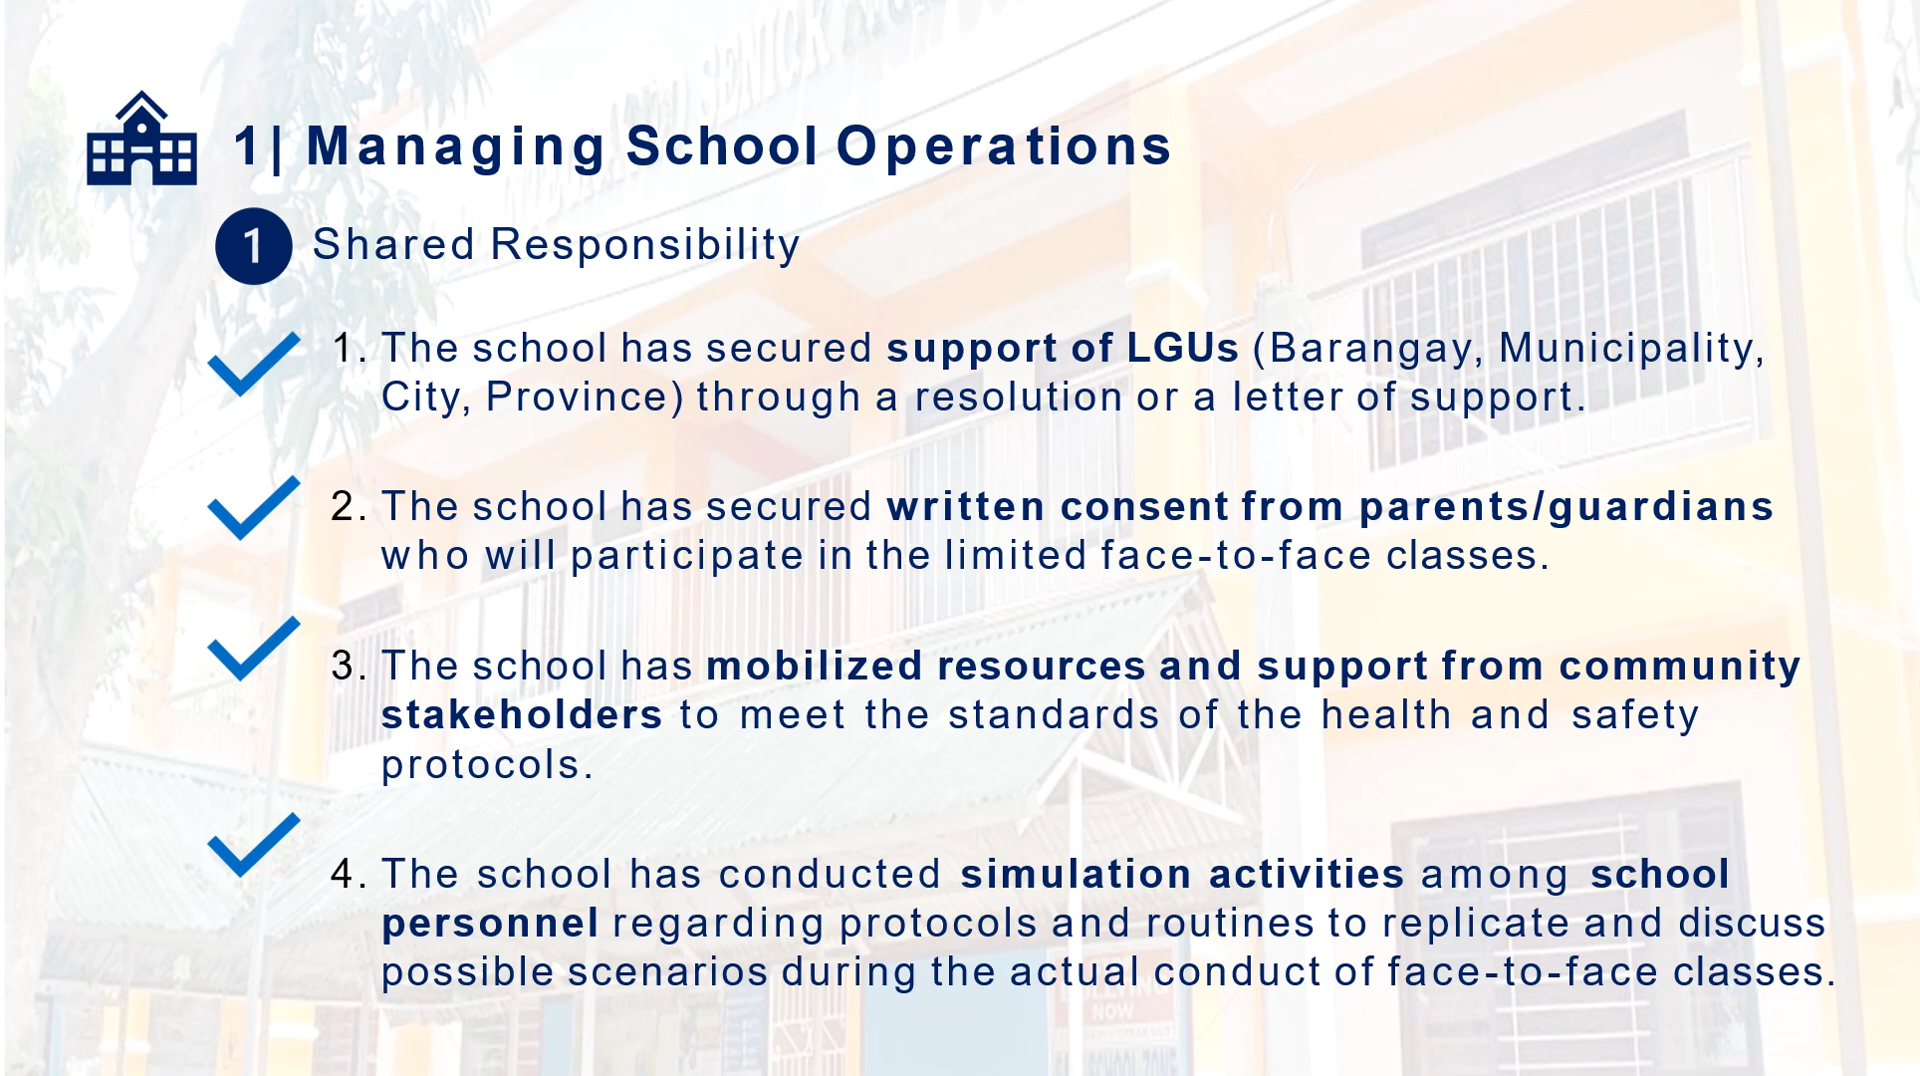 SENIOR HIGH
1| Managing School Operations
1 Shared Responsibility
1. The school has secured support of LGUs (Barangay, Municipality,
City, Province) through a resolution or a letter of support.
2. The school has secured written consent from parents/guardians
who will participate in the limited face-to-face classes.
3. The school has mobilized resources and support from community
stakeholders to meet the standards of the health and safety
protocols.
4. The school has conducted simulation activities among school
personnel regarding protocols and routines to replicate and discuss
possible scenarios during the actual conduct of face-to-face classes.
NOW
SCHOOL ZONE